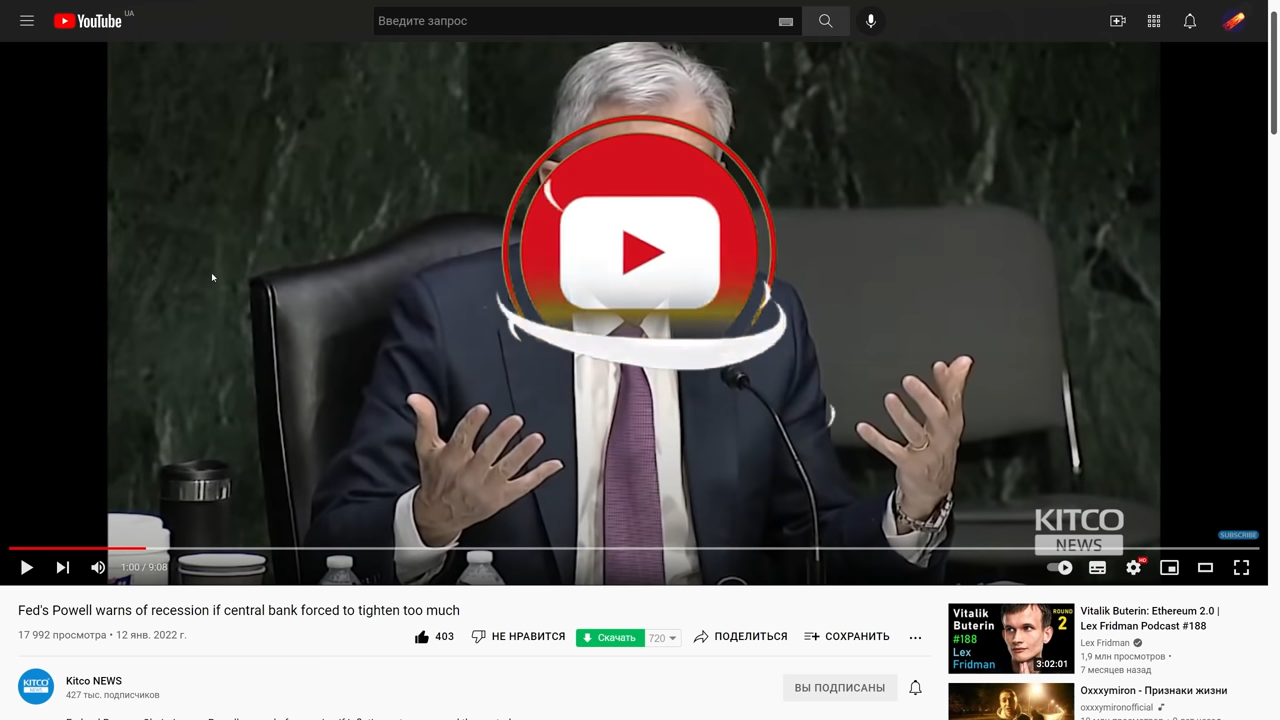 YouTube UA
Введите запрос
KITCO
NEWS
SUBSCRIBE
1:00 / 9:08
HD
Fed's Powell warns of recession if central bank forced to tighten too much
17 992 просмотра • 12 янв. 2022 г.
403
НЕ НРАВИТСЯ
Скачать
720
ПОДЕЛИТЬСЯ
СОХРАНИТЬ
KITCO
NEWS
Kitco NEWS
427 тыс. подписчиков
ВЫ ПОДПИСАНЫ
Vitalik
Buterin
#188
Lex
Fridman
ROUND
2
3:02:01
Vitalik Buterin: Ethereum 2.0 |
Lex Fridman Podcast #188
Lex Fridman
1,9 млн просмотров •
7 месяцев назад
Oxxxymiron - Признаки жизни
oxxxymironofficial